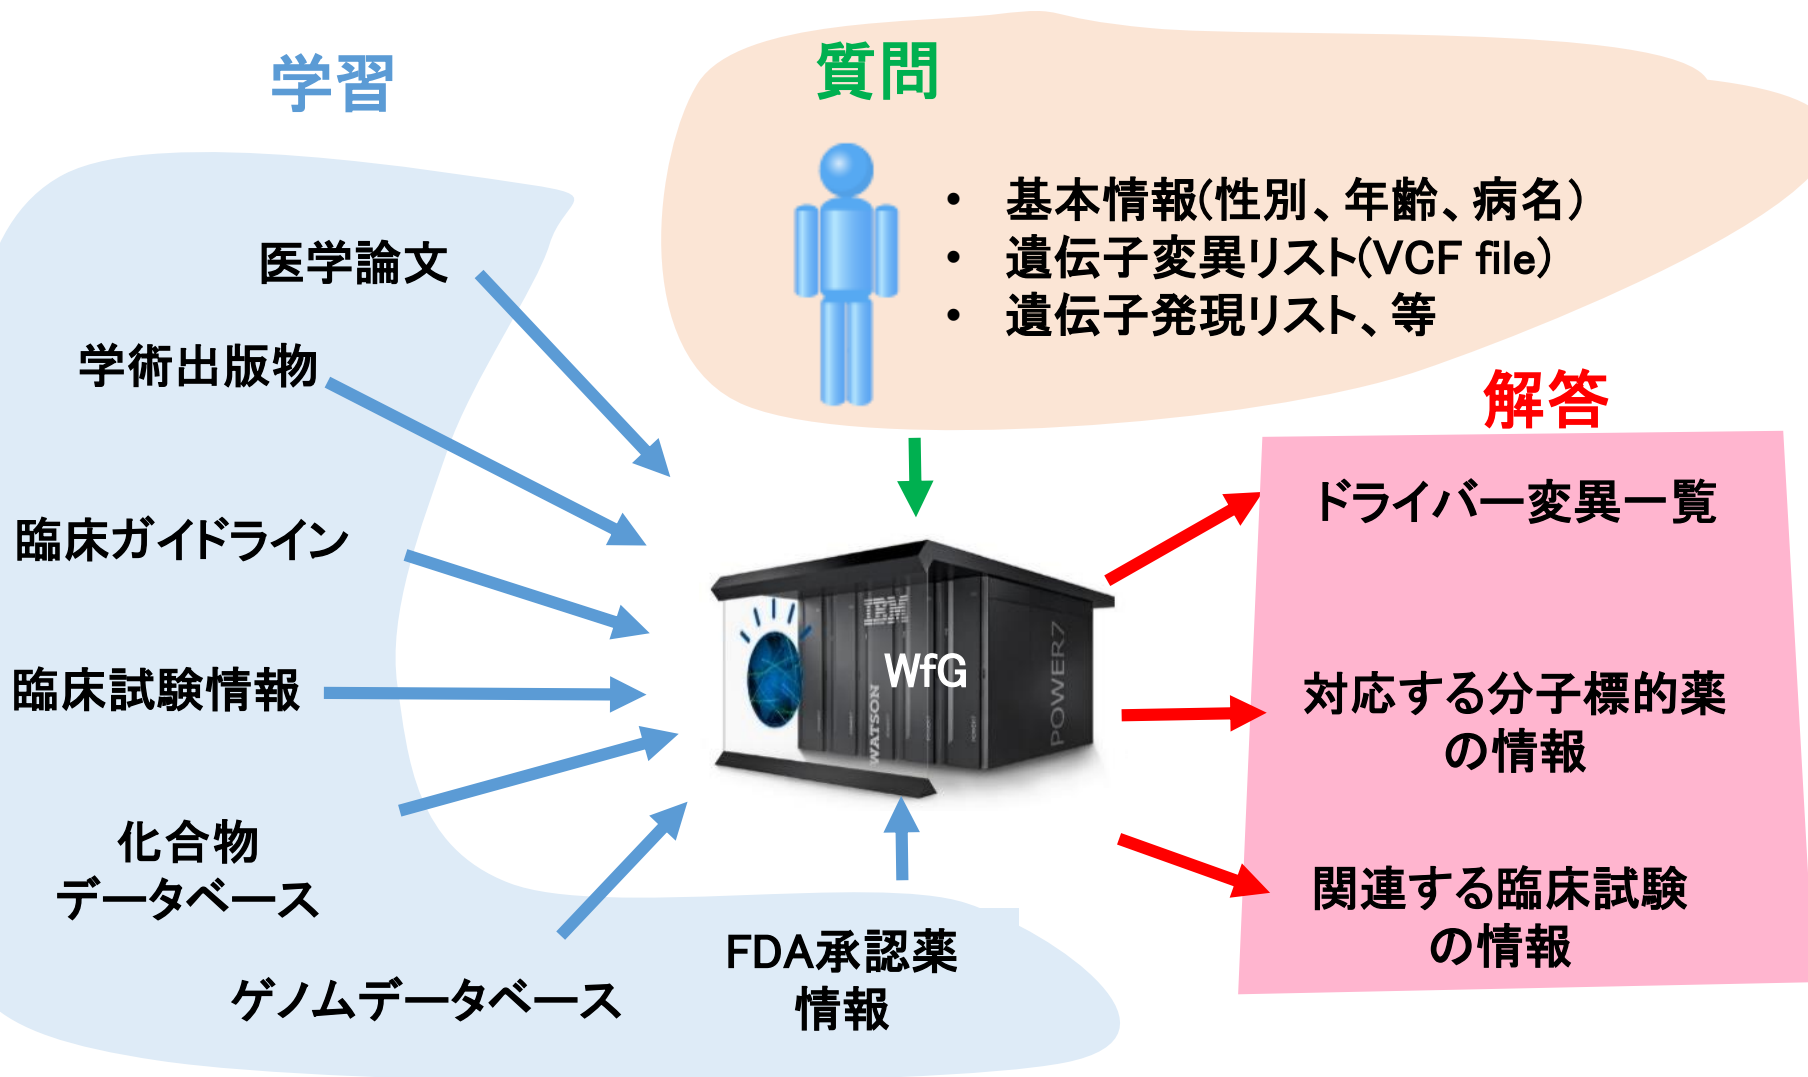 学習
医学論文
学術出版物
臨床ガイドライン
臨床試験情報
化合物
データベース
ゲノムデータベース
FDA承認薬
情報
質問
• 基本情報(性別、年齢、病名)
• 遺伝子変異リスト(VCF file)
• 遺伝子発現リスト、等
IBM
WfG
WATSON
POWER7
解答
ドライバー変異一覧
対応する分子標的薬
の情報
関連する臨床試験
の情報